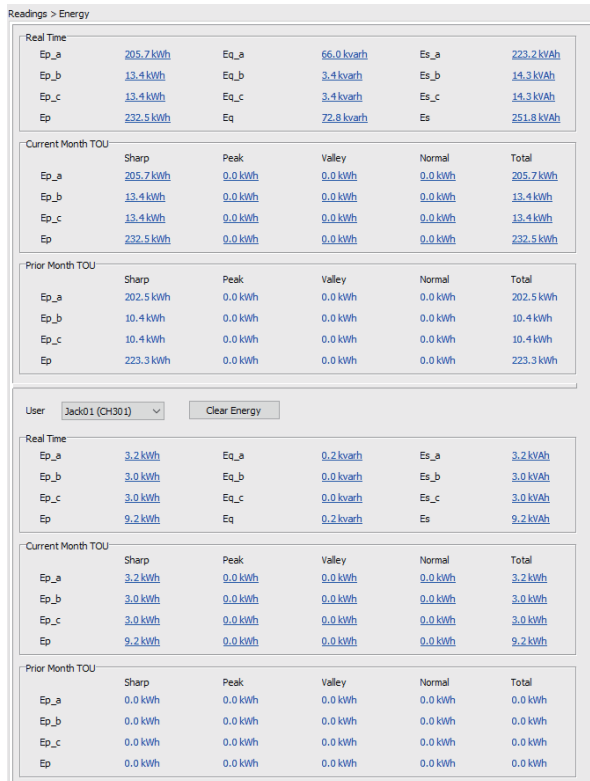 Readings > Energy
Real Time
Ep_a 205.7 kWh Eq_a 66.0 kvarh Es_a 223.2 kVAh
Ep_b 13.4 kWh Eq_b 3.4 kvarh Es_b 14.3 kVAh
Ep_c 13.4 kWh Eq_c 3.4 kvarh Es_c 14.3 kVAh
Ep 232.5 kWh Eq 72.8 kvarh Es 251.8 kVAh
Current Month TOU
Sharp Peak Valley Normal Total
Ep_a 205.7 kWh 0.0 kWh 0.0 kWh 0.0 kWh 205.7 kWh
Ep_b 13.4 kWh 0.0 kWh 0.0 kWh 0.0 kWh 13.4 kWh
Ep_c 13.4 kWh 0.0 kWh 0.0 kWh 0.0 kWh 13.4 kWh
Ep 232.5 kWh 0.0 kWh 0.0 kWh 0.0 kWh 232.5 kWh
Prior Month TOU
Sharp Peak Valley Normal Total
Ep_a 202.5 kWh 0.0 kWh 0.0 kWh 0.0 kWh 202.5 kWh
Ep_b 10.4 kWh 0.0 kWh 0.0 kWh 0.0 kWh 10.4 kWh
Ep_c 10.4 kWh 0.0 kWh 0.0 kWh 0.0 kWh 10.4 kWh
Ep 223.3 kWh 0.0 kWh 0.0 kWh 0.0 kWh 223.3 kWh
User Jack01 (CH301) Clear Energy
Real Time
Ep_a 3.2 kWh Eq_a 0.2 kvarh Es_a 3.2 kVAh
Ep_b 3.0 kWh Eq_b 0.0 kvarh Es_b 3.0 kVAh
Ep_c 3.0 kWh Eq_c 0.0 kvarh Es_c 3.0 kVAh
Ep 9.2 kWh Eq 0.2 kvarh Es 9.2 kVAh
Current Month TOU
Sharp Peak Valley Normal Total
Ep_a 3.2 kWh 0.0 kWh 0.0 kWh 0.0 kWh 3.2 kWh
Ep_b 3.0 kWh 0.0 kWh 0.0 kWh 0.0 kWh 3.0 kWh
Ep_c 3.0 kWh 0.0 kWh 0.0 kWh 0.0 kWh 3.0 kWh
Ep 9.2 kWh 0.0 kWh 0.0 kWh 0.0 kWh 9.2 kWh
Prior Month TOU
Sharp Peak Valley Normal Total
Ep_a 0.0 kWh 0.0 kWh 0.0 kWh 0.0 kWh 0.0 kWh
Ep_b 0.0 kWh 0.0 kWh 0.0 kWh 0.0 kWh 0.0 kWh
Ep_c 0.0 kWh 0.0 kWh 0.0 kWh 0.0 kWh 0.0 kWh
Ep 0.0 kWh 0.0 kWh 0.0 kWh 0.0 kWh 0.0 kWh